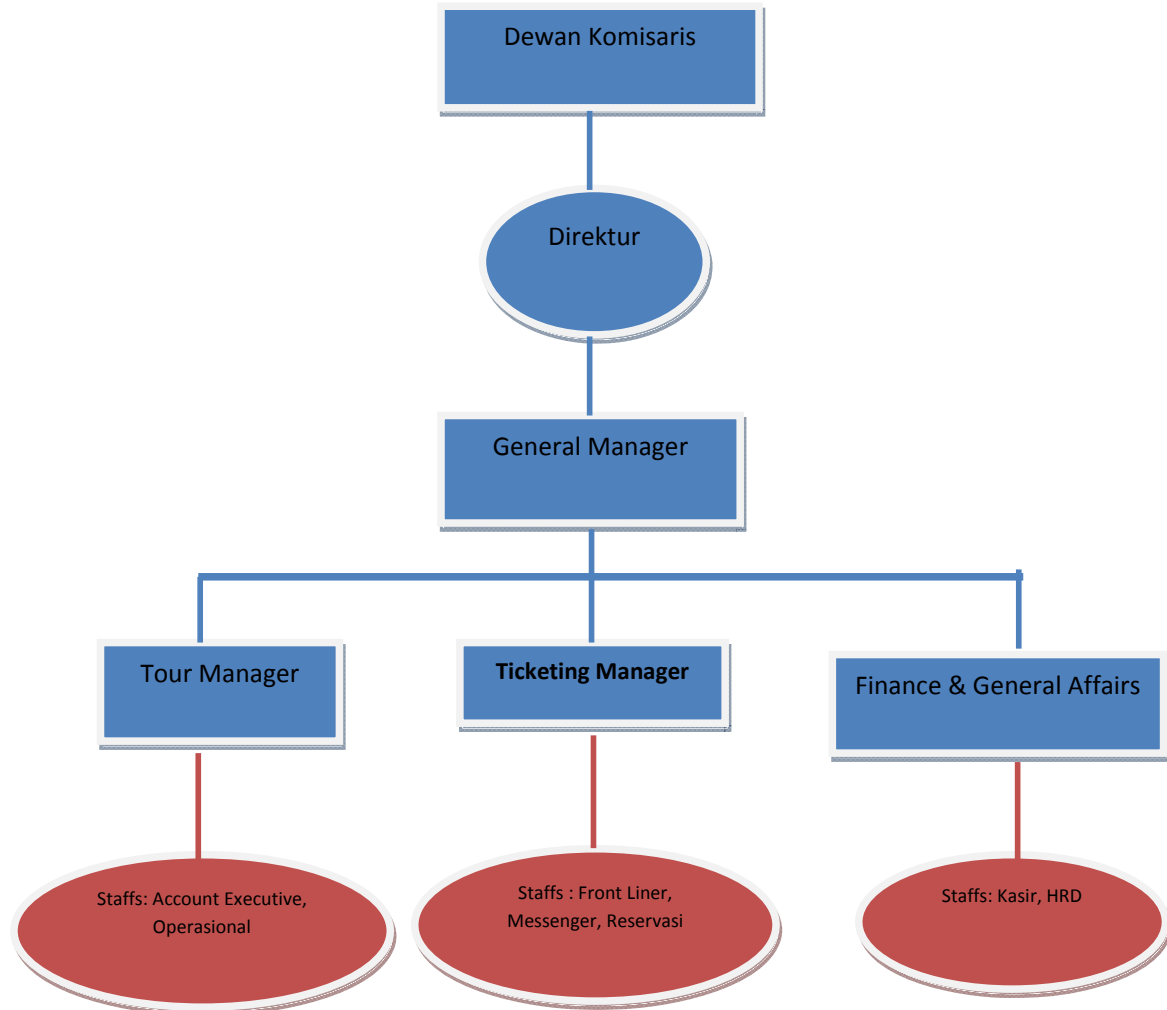 Dewan Komisaris
Direktur
General Manager
Tour Manager
Ticketing Manager
Finance & General Affairs
Staffs: Account Executive,
Operasional
Staffs : Front Liner,
Messenger, Reservasi
Staffs: Kasir, HRD